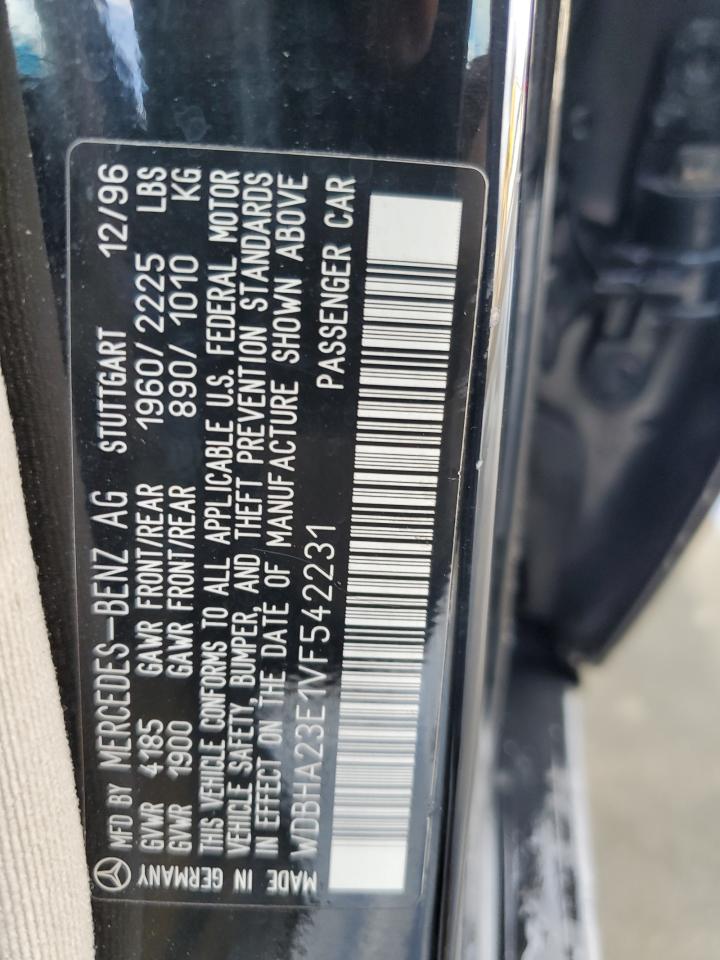 MFD BY MERCEDES-BENZ AG STUTTGART 12/96
GVWR 4185 GAWR FRONT/REAR 1960/2225 LBS
GVWR 1900 GAWR FRONT/REAR 890/1010 KG
THIS VEHICLE CONFORMS TO ALL APPLICABLE U.S. FEDERAL MOTOR
VEHICLE SAFETY, BUMPER, AND THEFT PREVENTION STANDARDS
IN EFFECT ON THE DATE OF MANUFACTURE SHOWN ABOVE
MADE IN GERMANY
WDBHA23E1VF542231 PASSENGER CAR